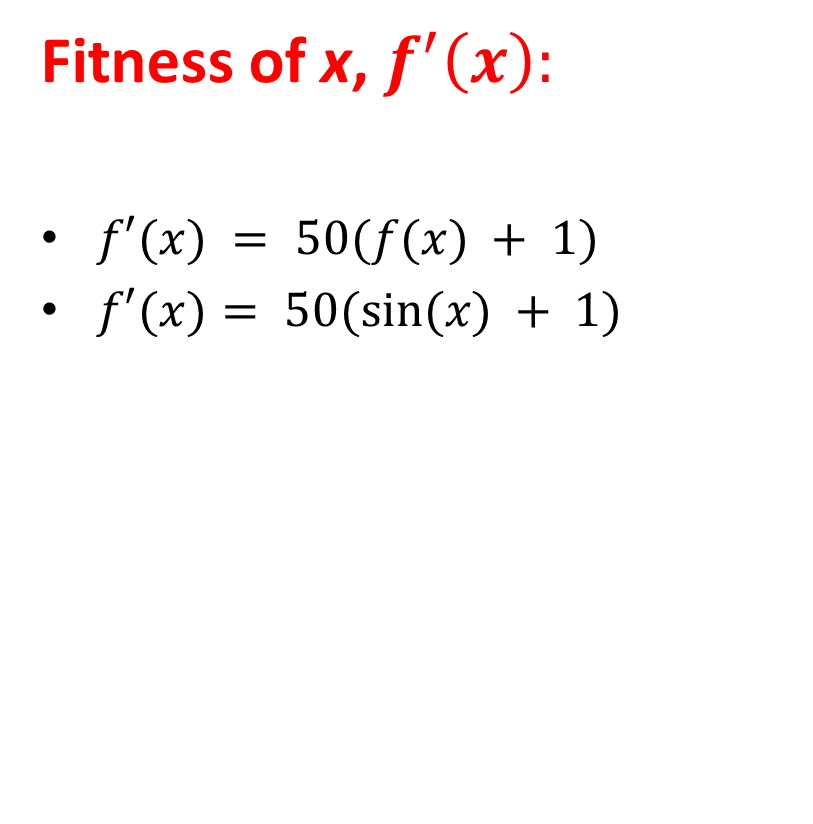 Fitness of x, f′(x):
• f′(x) = 50(f(x) + 1)
• f′(x) = 50(sin(x) + 1)